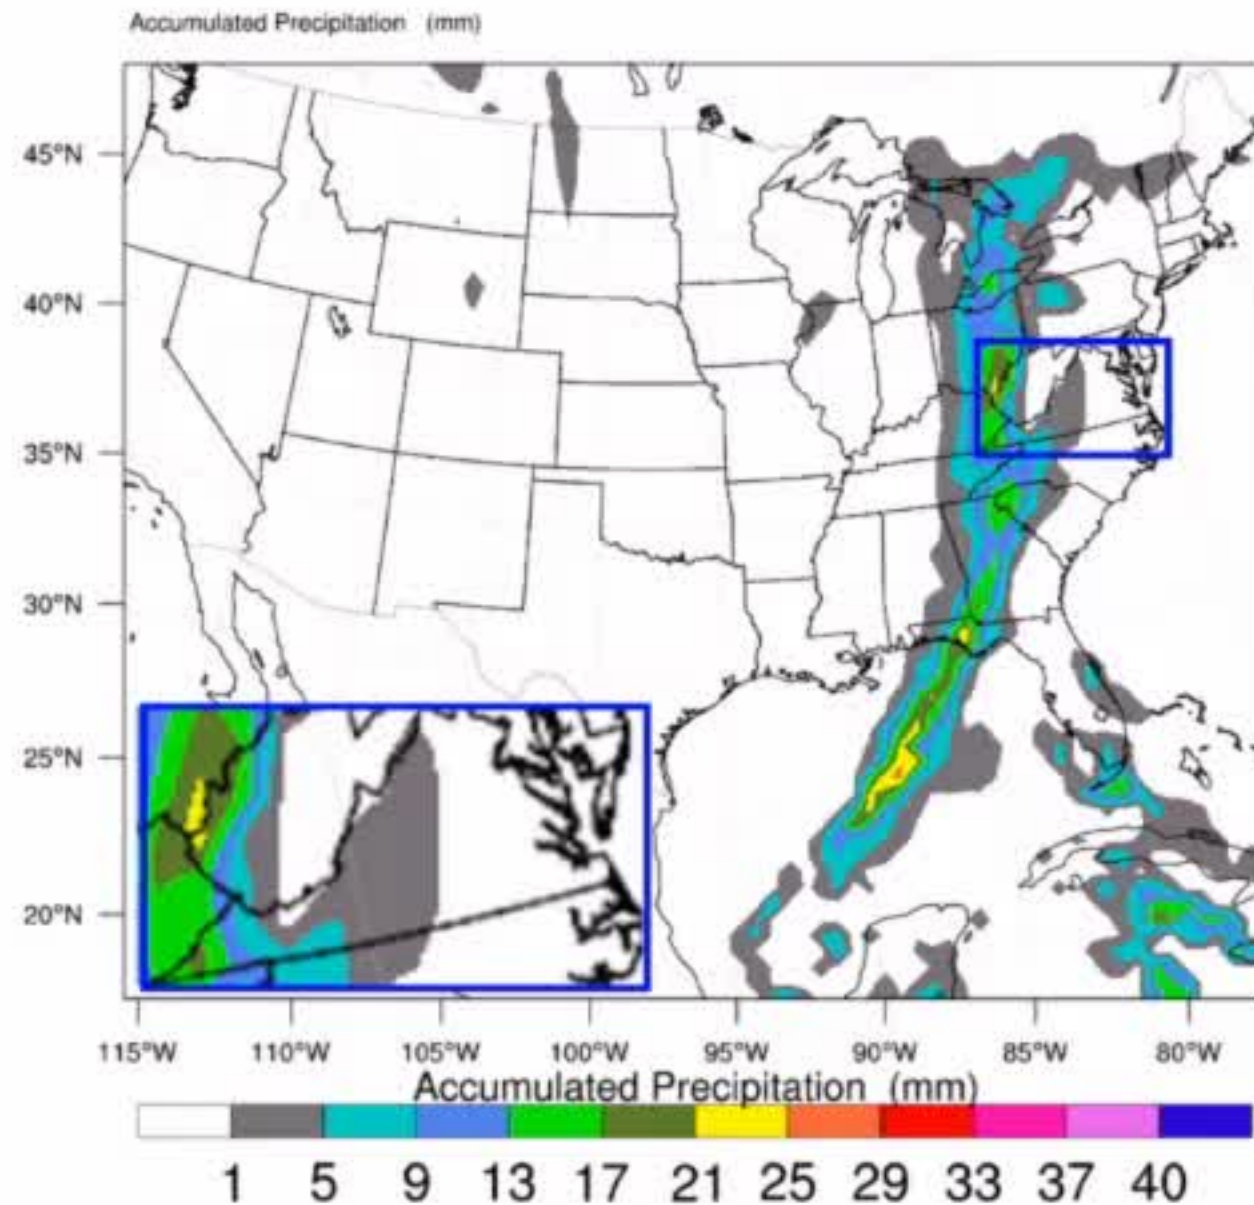 Accumulated Precipitation (mm)
45°N
40°N
35°N
30°N
25°N
20°N
115°W 110°W 105°W 100°W 95°W 90°W 85°W 80°W
Accumulated Precipitation (mm)
1 5 9 13 17 21 25 29 33 37 40